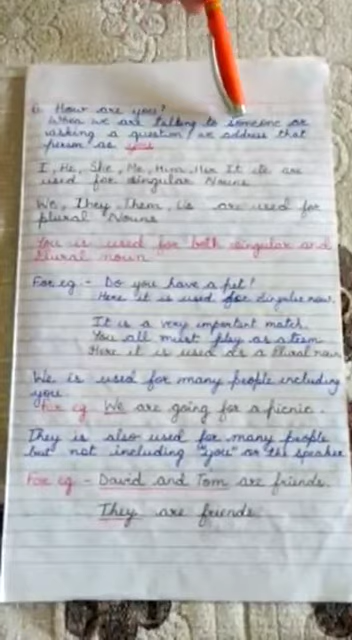 How are you?
When we are talking to someone or
asking a question, we address that
person as you
I, He, She, Me, Him, Her It etc are
used for singular Nouns
We, They, Them, Us are used for
plural Nouns
You is used for both singular and
plural noun
For eg - Do you have a pet?
Here it is used for singular noun.
It is a very important match.
You all must play as a team
Here it is used as a plural noun
We is used for many people including
you
For eg We are going for a picnic.
They is also used for many people
but not including "you" or the speaker
For eg - David and Tom are friends.
They are friends.